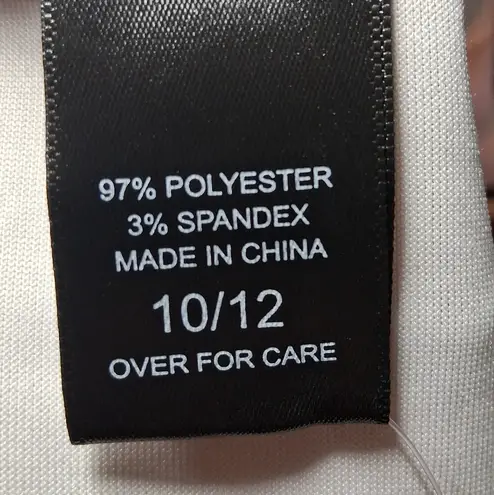 97% POLYESTER
3% SPANDEX
MADE IN CHINA
10/12
OVER FOR CARE